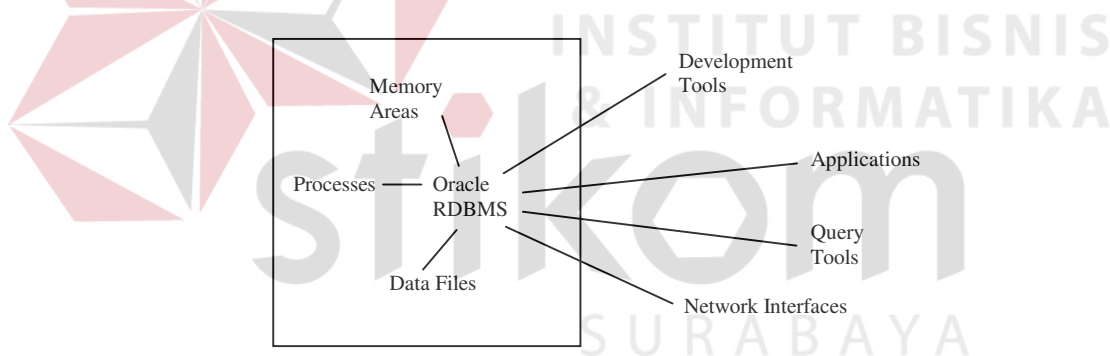 INSTITUT BISNIS
& INFORMATIKA
stikom
SURABAYA
Memory
Areas
Processes
Oracle
RDBMS
Data Files
Development
Tools
Applications
Query
Tools
Network Interfaces